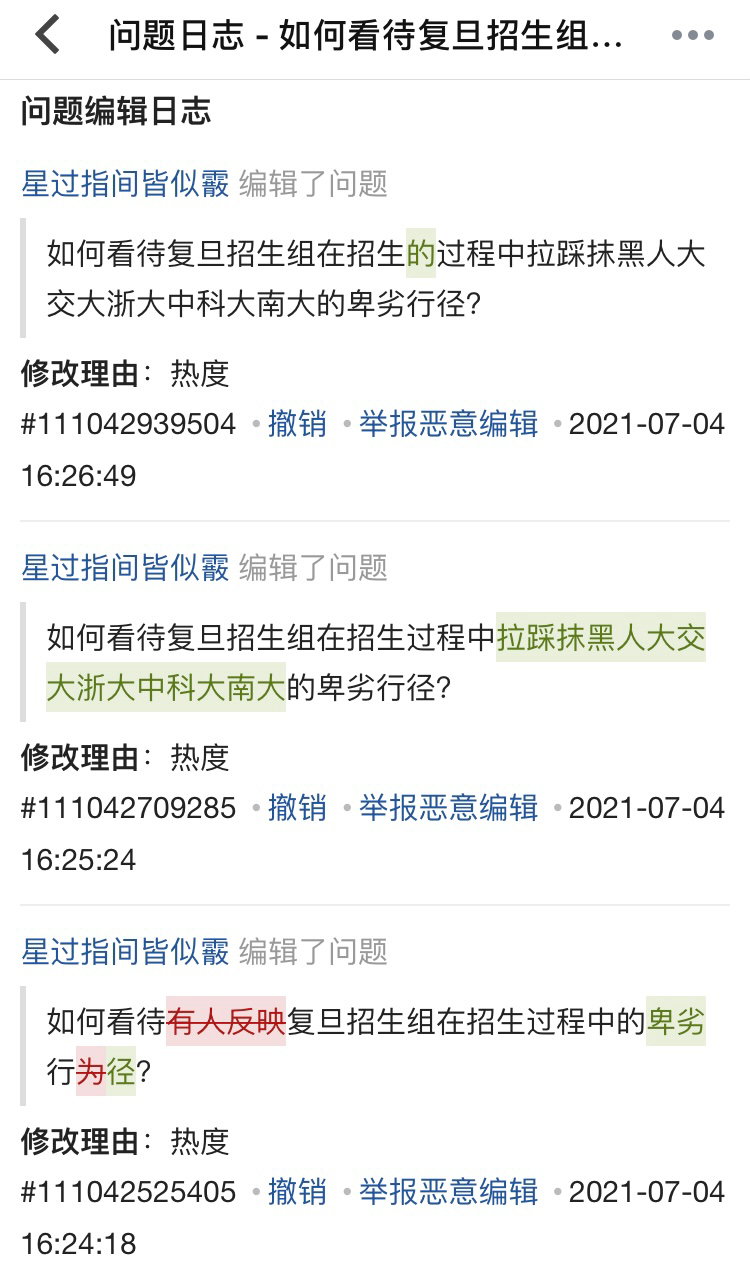 问题日志 - 如何看待复旦招生组...
问题编辑日志
星过指间皆似霰 编辑了问题
如何看待复旦招生组在招生的过程中拉踩抹黑人大
交大浙大中科大南大的卑劣行径?
修改理由：热度
#111042939504 •撤销 •举报恶意编辑 •2021-07-04
16:26:49
星过指间皆似霰 编辑了问题
如何看待复旦招生组在招生过程中拉踩抹黑人大交
大浙大中科大南大的卑劣行径?
修改理由：热度
#111042709285 •撤销 •举报恶意编辑 •2021-07-04
16:25:24
星过指间皆似霰 编辑了问题
如何看待有人反映复旦招生组在招生过程中的卑劣
行为径?
修改理由：热度
#111042525405 •撤销 •举报恶意编辑 •2021-07-04
16:24:18